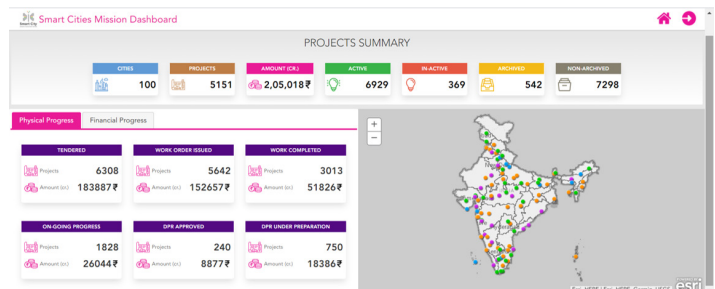 Smart Cities Mission Dashboard
PROJECTS SUMMARY
CITIES
100
PROJECTS
5151
AMOUNT (CR.)
2,05,018₹
ACTIVE
6929
IN-ACTIVE
369
ARCHIVED
542
NON-ARCHIVED
7298
Physical Progress
Financial Progress
TENDERED
Projects 6308
Amount (cr.) 183887₹
WORK ORDER ISSUED
Projects 5642
Amount (cr.) 152657₹
WORK COMPLETED
Projects 3013
Amount (cr.) 51826₹
ON-GOING PROGRESS
Projects 1828
Amount (cr.) 26044₹
DPR APPROVED
Projects 240
Amount (cr.) 8877₹
DPR UNDER PREPARATION
Projects 750
Amount (cr.) 18386₹
+
−
esri